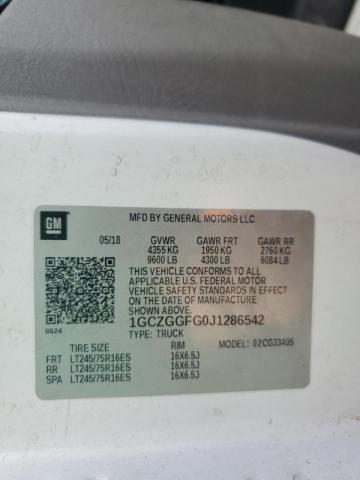 GM
MFD BY GENERAL MOTORS LLC
05/18 GVWR GAWR FRT GAWR RR
4355 KG 1950 KG 2760 KG
9600 LB 4300 LB 6084 LB
THIS VEHICLE CONFORMS TO ALL
APPLICABLE U.S. FEDERAL MOTOR
VEHICLE SAFETY STANDARDS IN EFFECT
ON THE DATE OF MANUFACTURE
SHOWN ABOVE.
1GCZGGFG0J1286542
TYPE: TRUCK
6624
MODEL: 02CG33405
TIRE SIZE RIM
FRT LT245/75R16ES 16X6.5J
RR LT245/75R16ES 16X6.5J
SPA LT245/75R16ES 16X6.5J